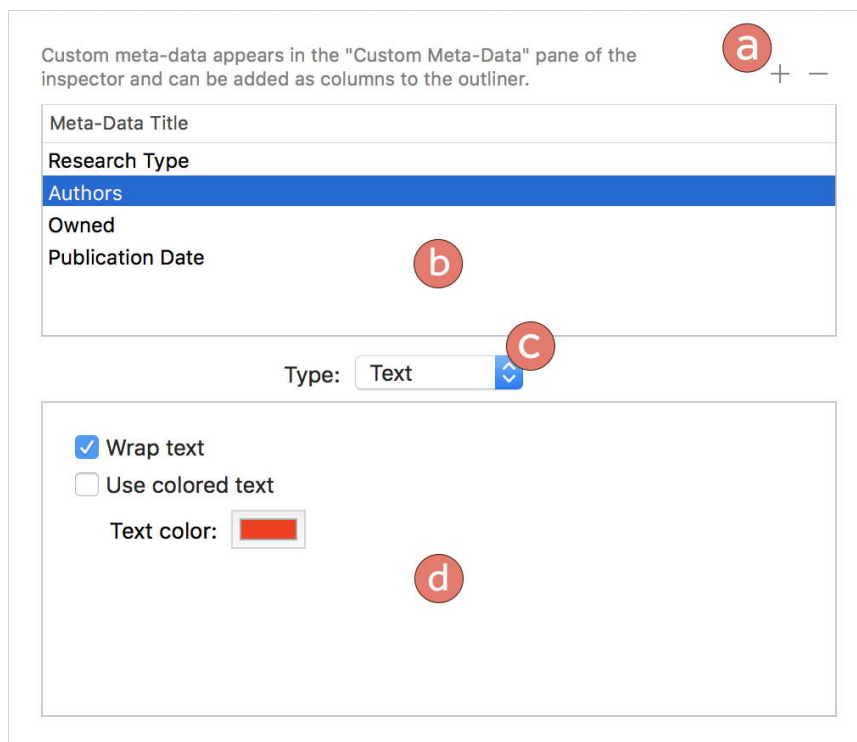 Custom meta-data appears in the "Custom Meta-Data" pane of the
inspector and can be added as columns to the outliner.
a
+ −
Meta-Data Title
Research Type
Authors
Owned
Publication Date
b
c
Type: Text
Wrap text
Use colored text
Text color:
d